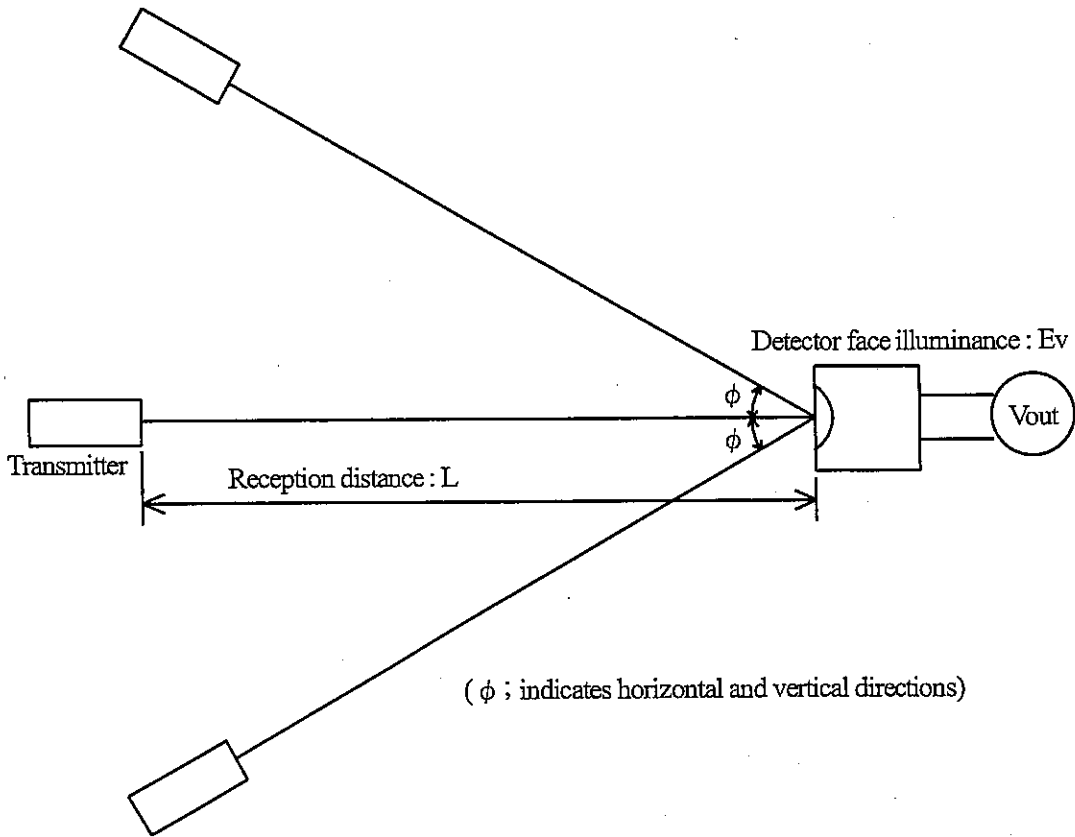 Detector face illuminance : Ev
ϕ
ϕ
Vout
Transmitter
Reception distance : L
( ϕ ; indicates horizontal and vertical directions)